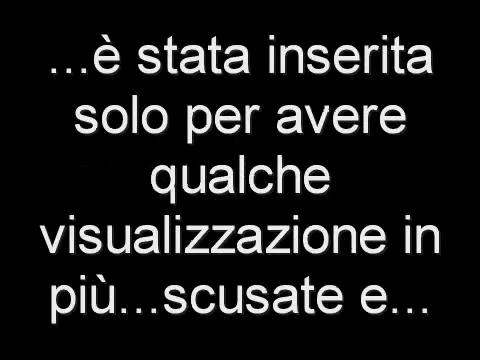 ...è stata inserita
solo per avere
qualche
visualizzazione in
più...scusate e...